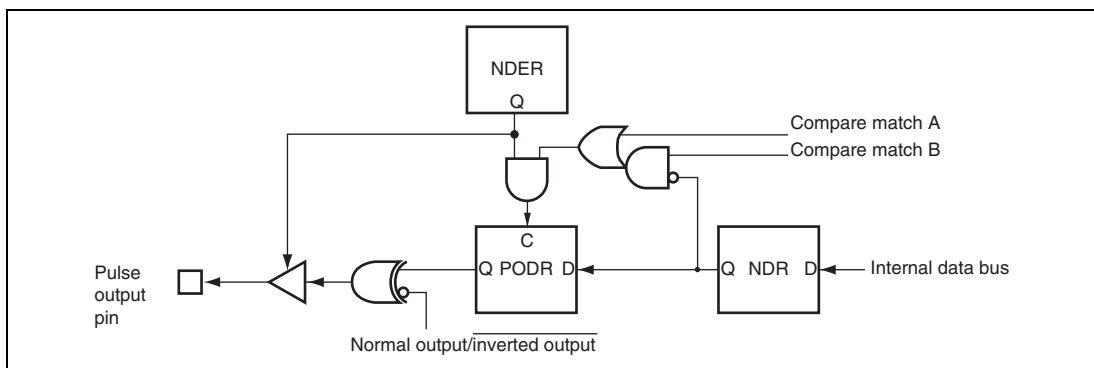 NDER
Q
Compare match A
Compare match B
C
Q PODR D
Q NDR D
Internal data bus
Pulse
output
pin
Normal output/inverted output